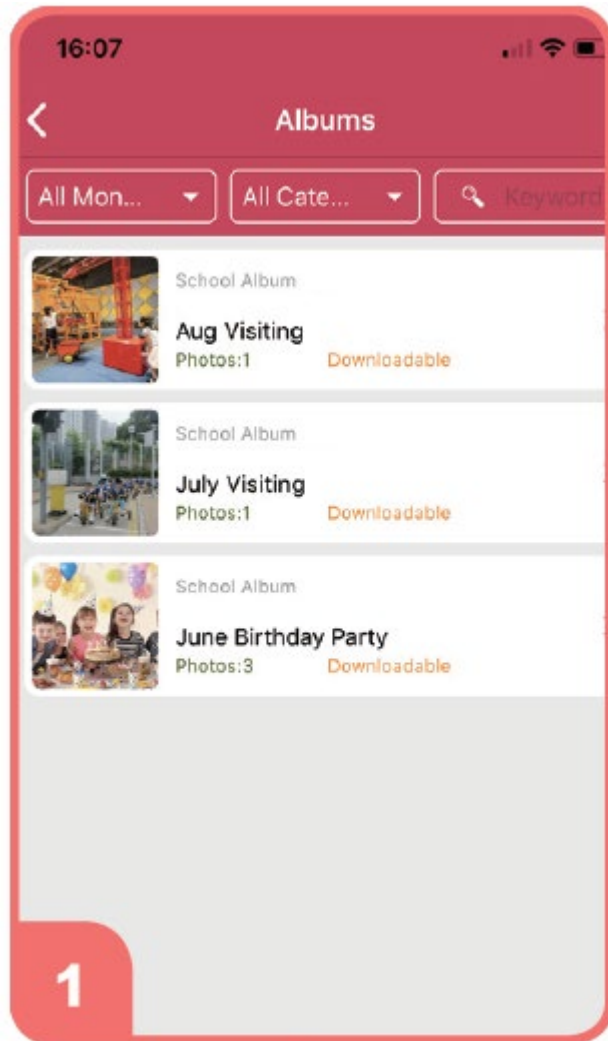 16:07
Albums
All Mon...
All Cate...
Keyword
School Album
Aug Visiting
Photos:1 Downloadable
School Album
July Visiting
Photos:1 Downloadable
School Album
June Birthday Party
Photos:3 Downloadable
1